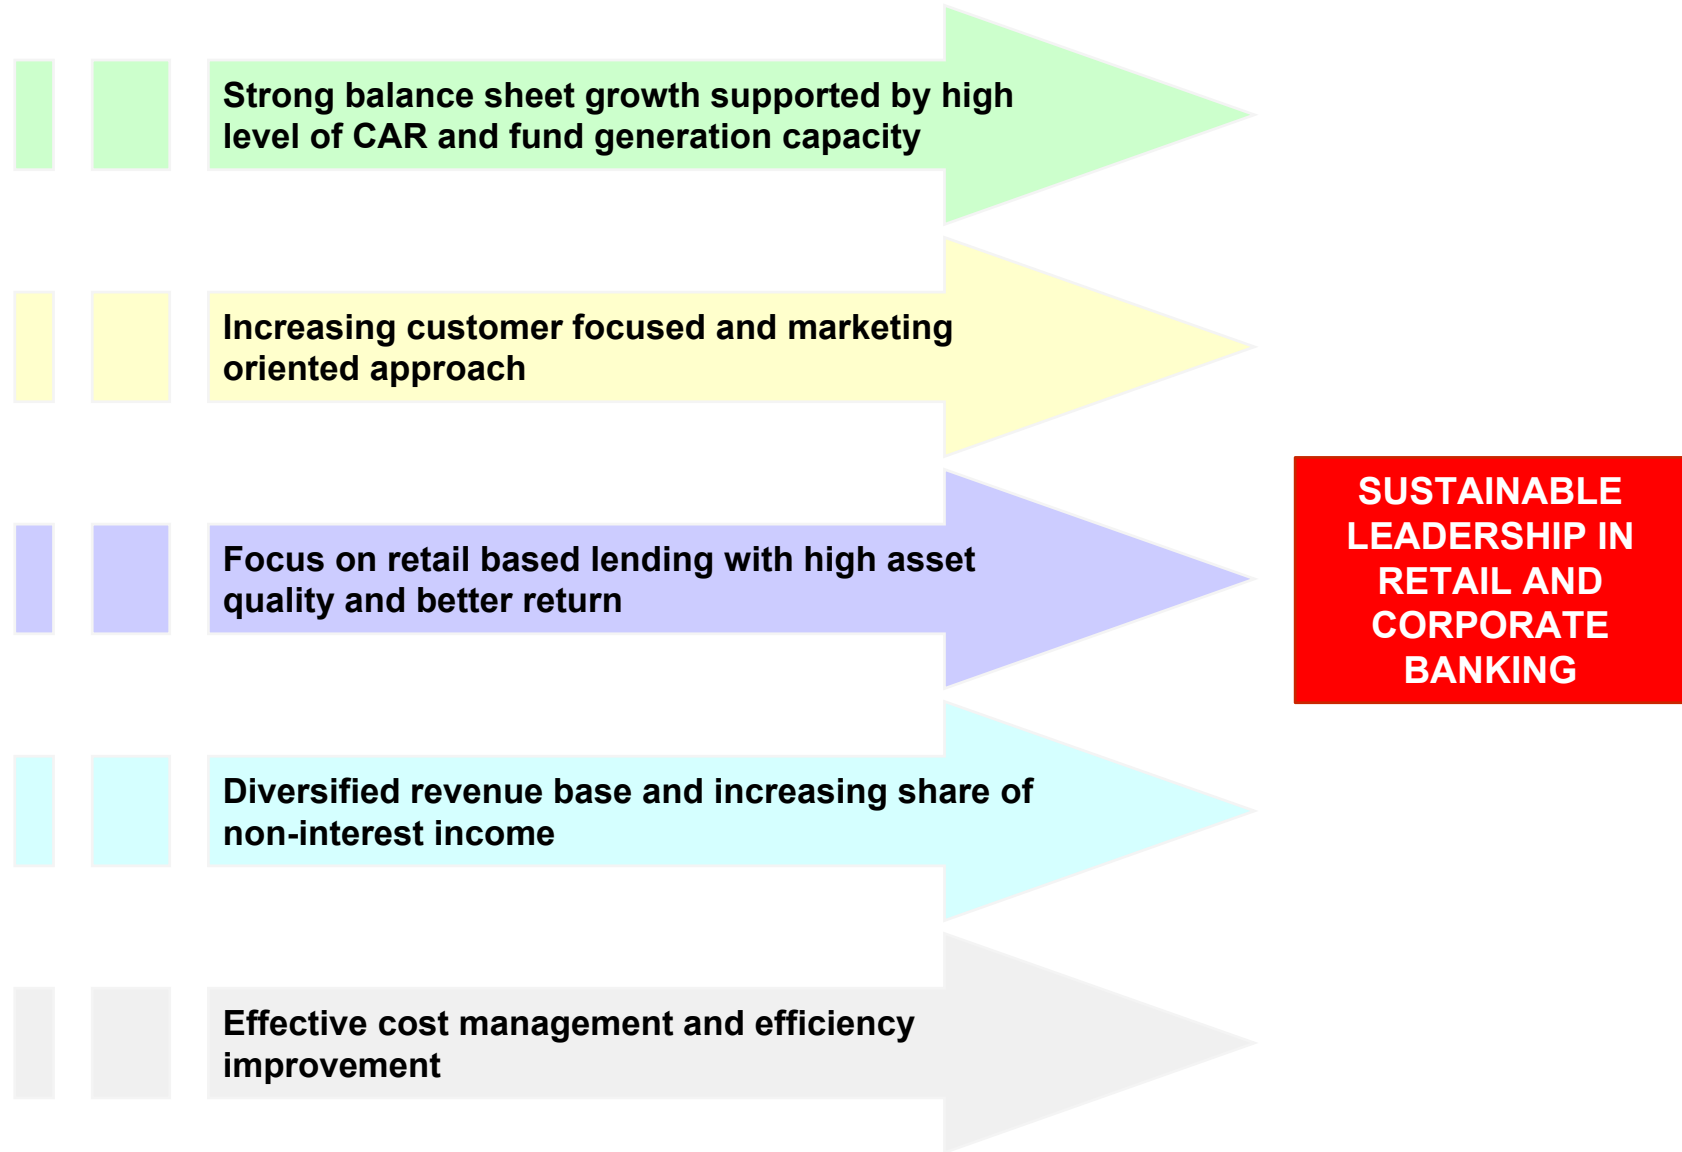 Strong balance sheet growth supported by high
level of CAR and fund generation capacity
Increasing customer focused and marketing
oriented approach
Focus on retail based lending with high asset
quality and better return
Diversified revenue base and increasing share of
non-interest income
Effective cost management and efficiency
improvement
SUSTAINABLE
LEADERSHIP IN
RETAIL AND
CORPORATE
BANKING